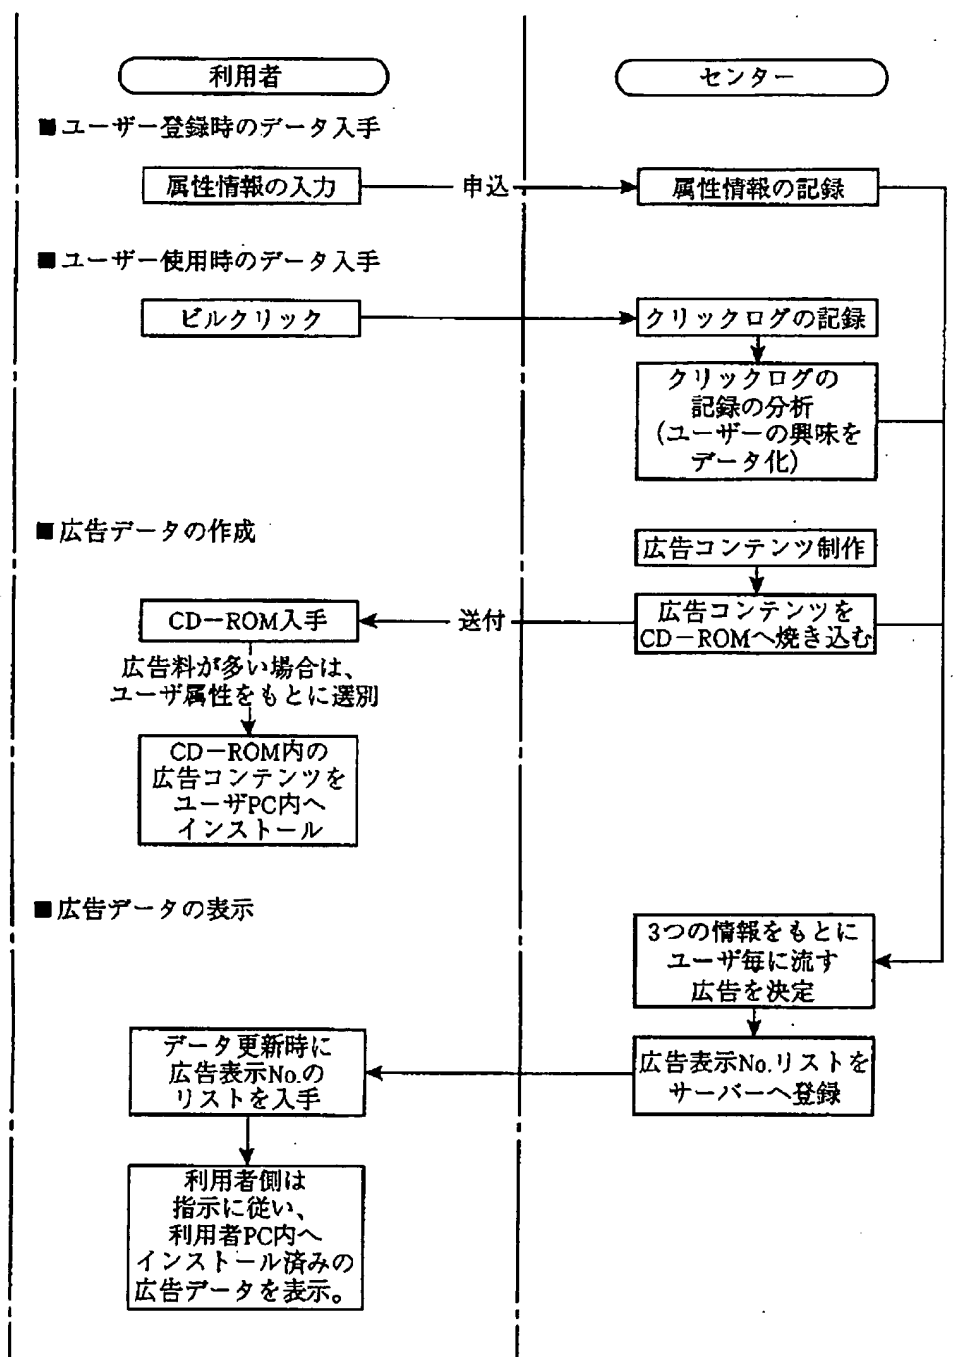 利用者
センター
■ユーザー登録時のデータ入手
属性情報の入力
申込
属性情報の記録
■ユーザー使用時のデータ入手
ビルクリック
クリックログの記録
クリックログの
記録の分析
(ユーザーの興味を
データ化)
■広告データの作成
広告コンテンツ制作
CD-ROM入手
送付
広告コンテンツを
CD-ROMへ焼き込む
広告料が多い場合は、
ユーザ属性をもとに選別
CD-ROM内の
広告コンテンツを
ユーザPC内へ
インストール
■広告データの表示
3つの情報をもとに
ユーザ毎に流す
広告を決定
データ更新時に
広告表示No.の
リストを入手
広告表示No.リストを
サーバーへ登録
利用者側は
指示に従い、
利用者PC内へ
インストール済みの
広告データを表示。